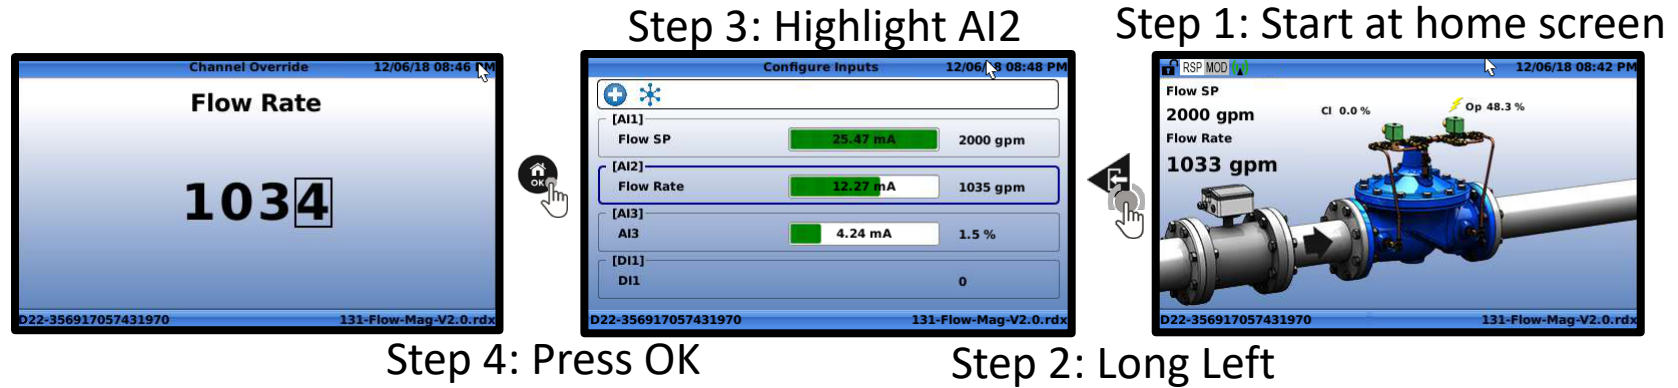 Step 3: Highlight AI2
Step 1: Start at home screen
Channel Override
12/06/18 08:46 PM
Flow Rate
1034
D22-356917057431970
131-Flow-Mag-V2.0.rdx
OK
Configure Inputs
12/06/18 08:48 PM
[AI1]
Flow SP
25.47 mA
2000 gpm
[AI2]
Flow Rate
12.27 mA
1035 gpm
[AI3]
AI3
4.24 mA
1.5 %
[DI1]
DI1
0
D22-356917057431970
131-Flow-Mag-V2.0.rdx
RSP MOD
12/06/18 08:42 PM
Flow SP
2000 gpm
Cl 0.0 %
Op 48.3 %
Flow Rate
1033 gpm
D22-356917057431970
131-Flow-Mag-V2.0.rdx
Step 4: Press OK
Step 2: Long Left